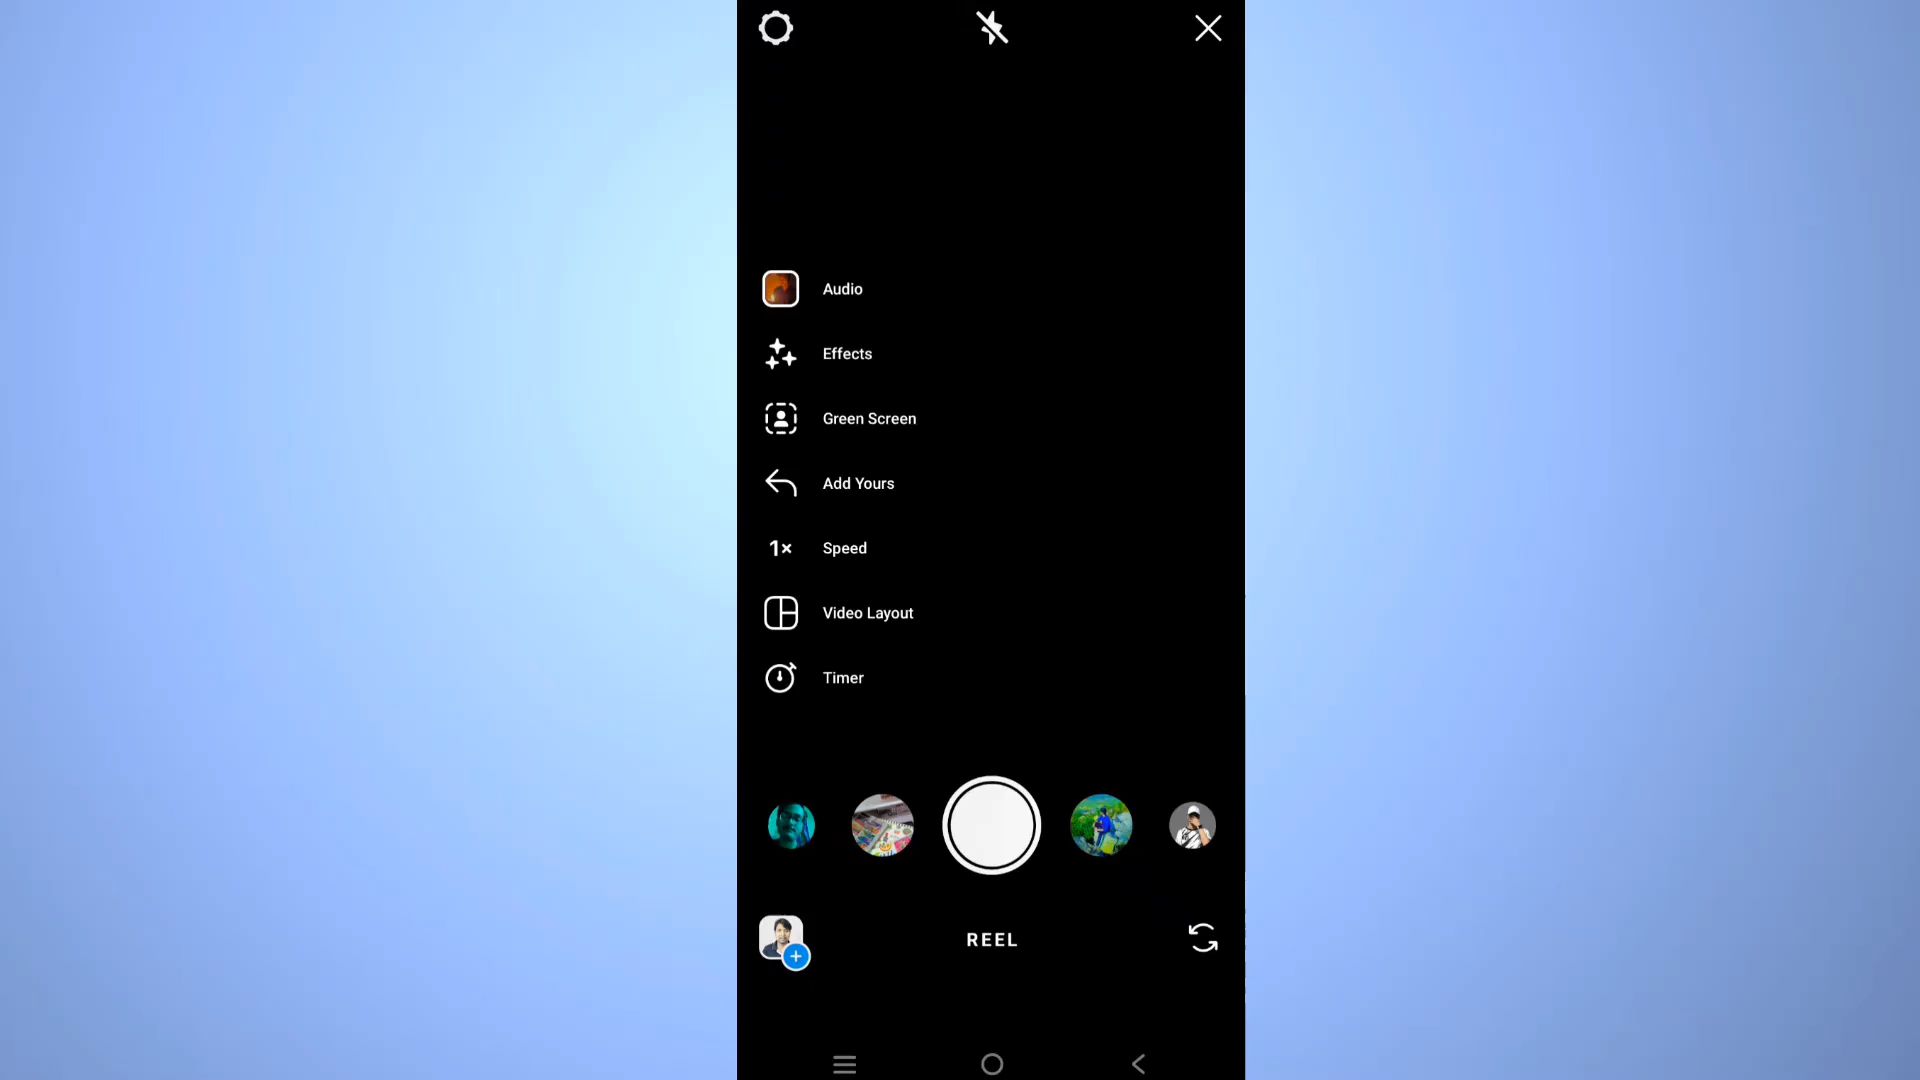 Audio
Effects
Green Screen
Add Yours
1× Speed
Video Layout
Timer
REEL